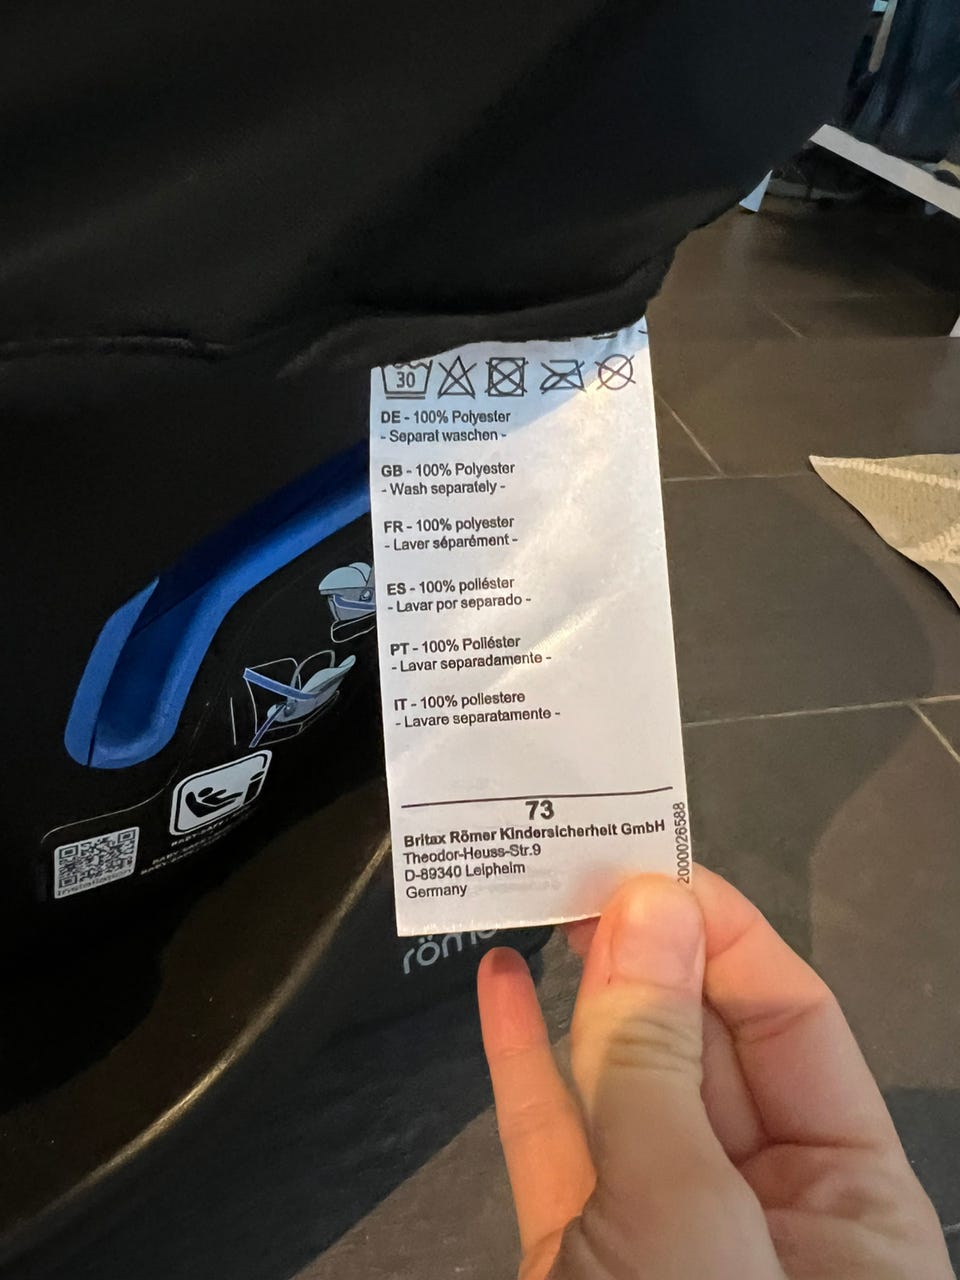 30
DE - 100% Polyester
- Separat waschen -
GB - 100% Polyester
- Wash separately -
FR - 100% polyester
- Laver séparément -
ES - 100% poliéster
- Lavar por separado -
PT - 100% Poliéster
- Lavar separadamente -
IT - 100% poliestere
- Lavare separatamente -
73
Britax Römer Kindersicherheit GmbH
Theodor-Heuss-Str.9
D-89340 Leipheim
Germany
2000026588
röme